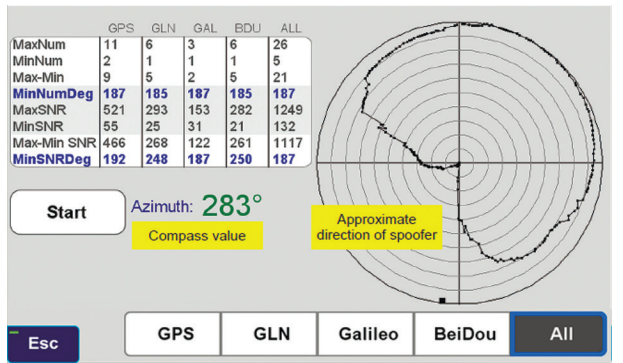 GPS GLN GAL BDU ALL
MaxNum 11 6 3 6 26
MinNum 2 1 1 1 5
Max-Min 9 5 2 5 21
MinNumDeg 187 185 187 185 187
MaxSNR 521 293 153 282 1249
MinSNR 55 25 31 21 132
Max-Min SNR 466 268 122 261 1117
MinSNRDeg 192 248 187 250 187
Start
Azimuth: 283°
Compass value
Approximate
direction of spoofer
Esc
GPS GLN Galileo BeiDou All